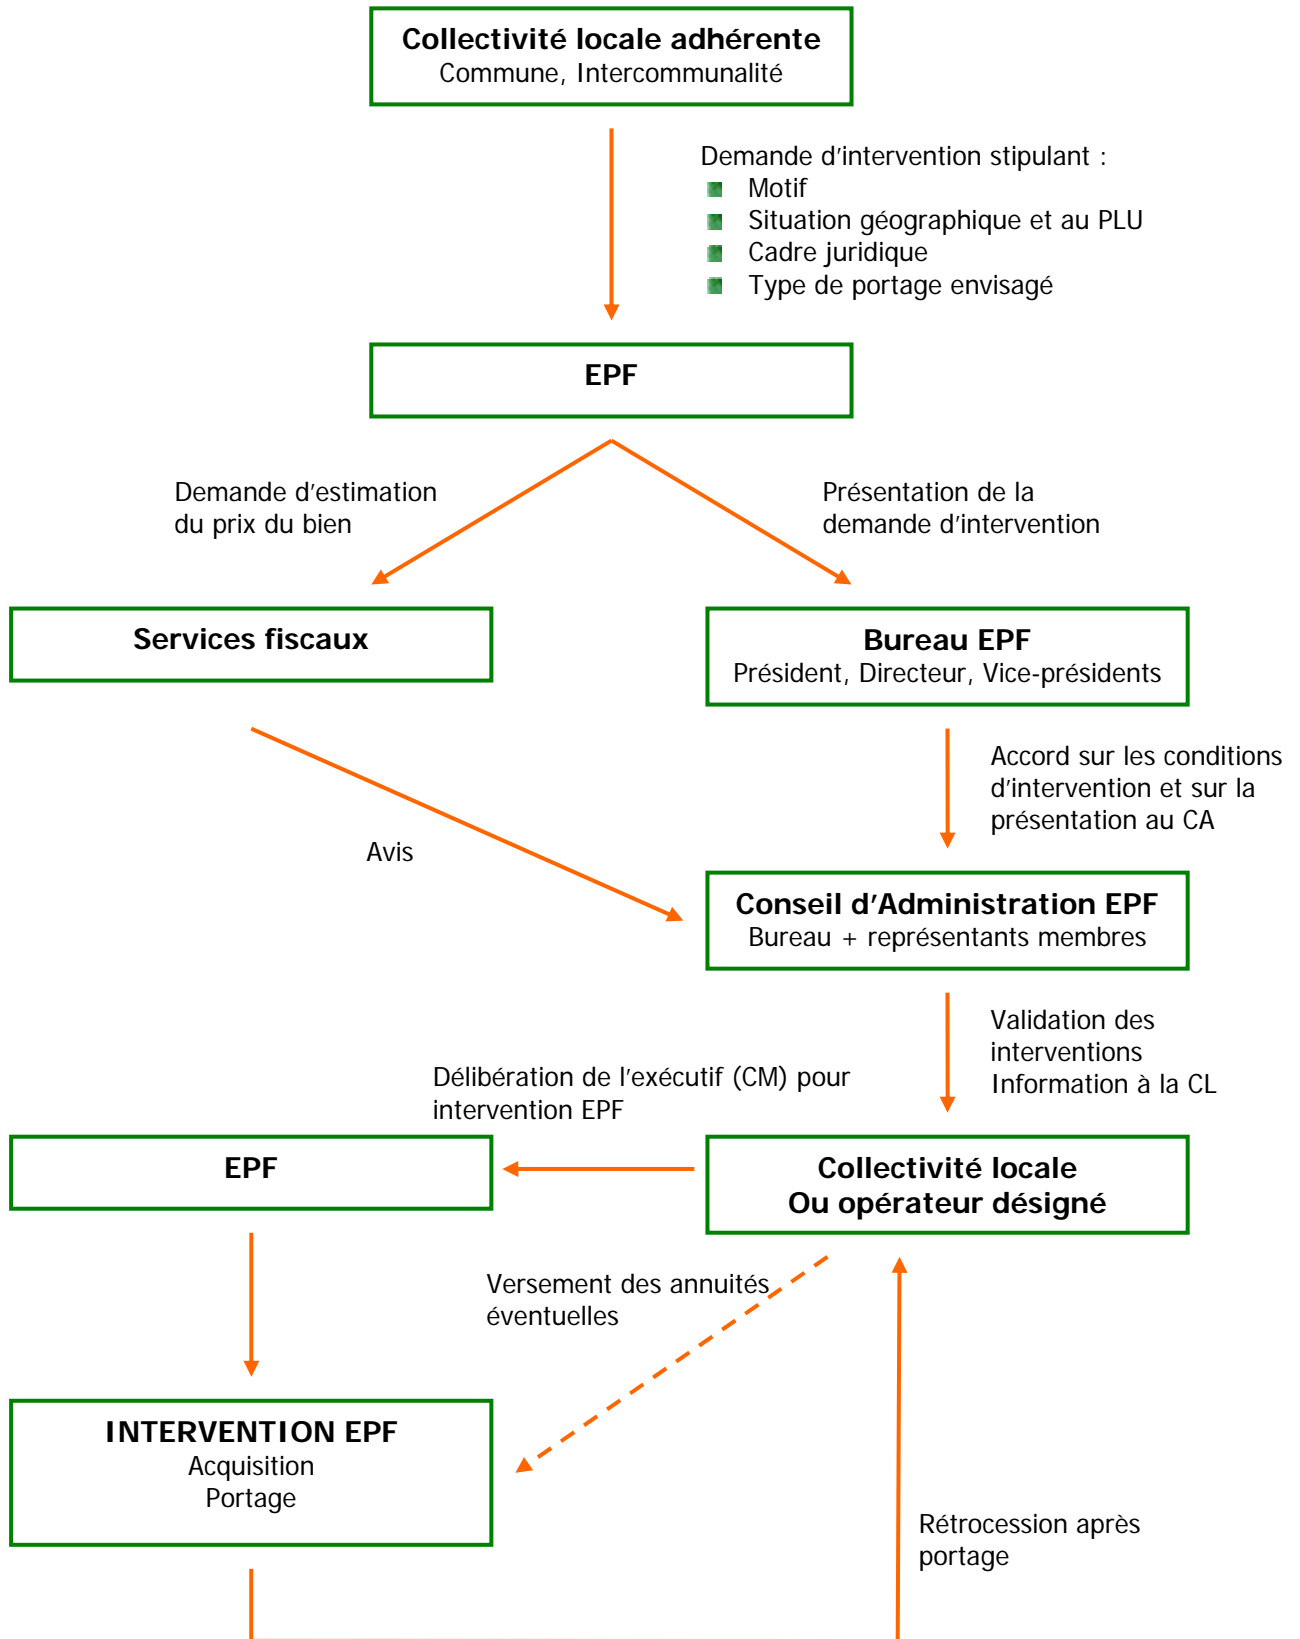 Collectivité locale adhérente
Commune, Intercommunalité
Demande d'intervention stipulant :
Motif
Situation géographique et au PLU
Cadre juridique
Type de portage envisagé
EPF
Demande d'estimation
du prix du bien
Présentation de la
demande d'intervention
Services fiscaux
Bureau EPF
Président, Directeur, Vice-présidents
Accord sur les conditions
d'intervention et sur la
présentation au CA
Avis
Conseil d'Administration EPF
Bureau + représentants membres
Validation des
interventions
Information à la CL
Délibération de l'exécutif (CM) pour
intervention EPF
EPF
Collectivité locale
Ou opérateur désigné
Versement des annuités
éventuelles
INTERVENTION EPF
Acquisition
Portage
Rétrocession après
portage